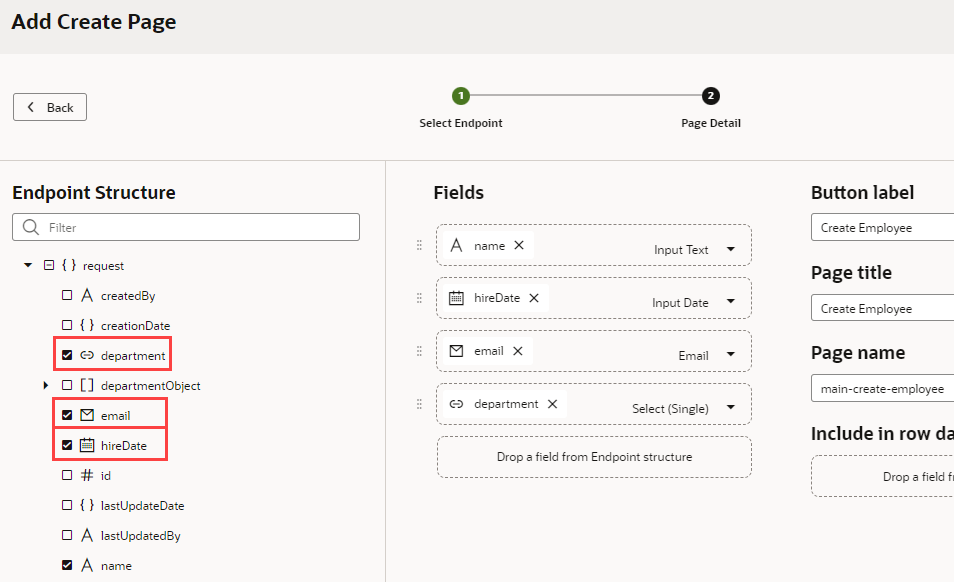 Add Create Page
Back
1
2
Select Endpoint
Page Detail
Endpoint Structure
Filter
{ } request
A createdBy
{ } creationDate
department
[ ] departmentObject
email
hireDate
# id
{ } lastUpdateDate
A lastUpdatedBy
A name
Fields
A name
Input Text
hireDate
Input Date
email
Email
department
Select (Single)
Drop a field from Endpoint structure
Button label
Create Employee
Page title
Create Employee
Page name
main-create-employee
Include in row da
Drop a field f